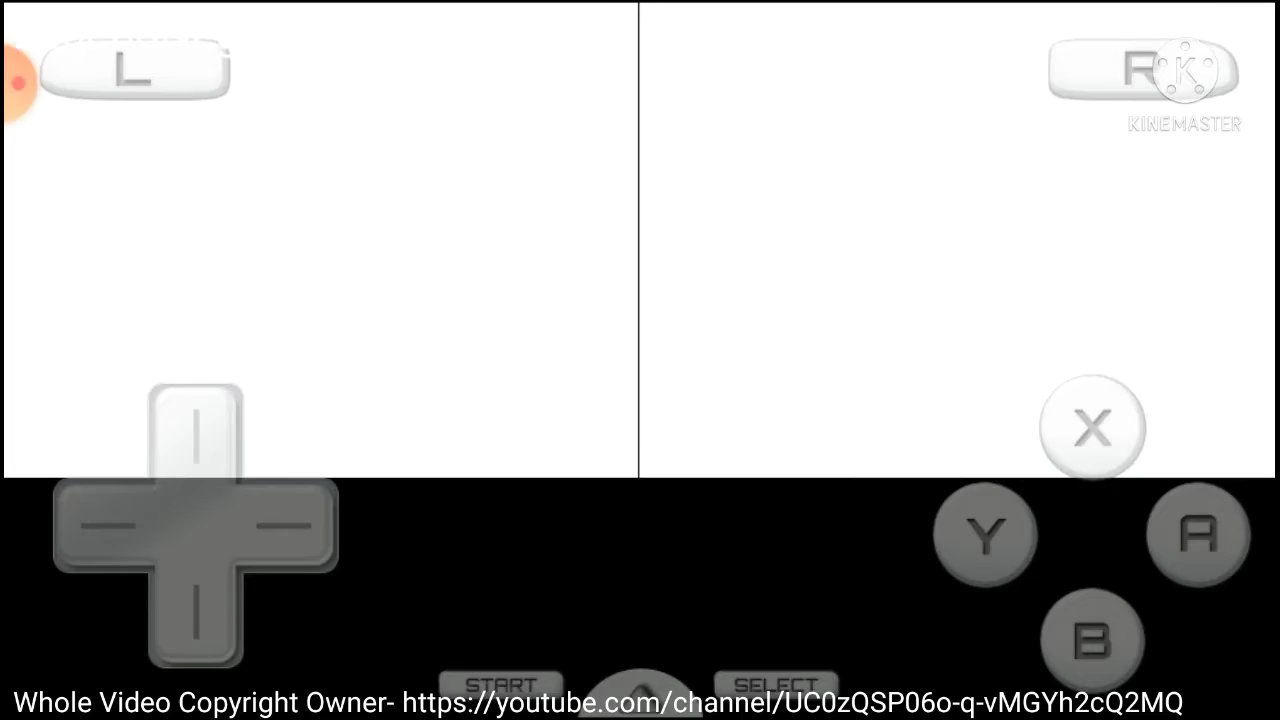 L
R
K
KINEMASTER
X
Y
A
B
START
SELECT
Whole Video Copyright Owner- https://youtube.com/channel/UC0zQSP06o-q-vMGYh2cQ2MQ